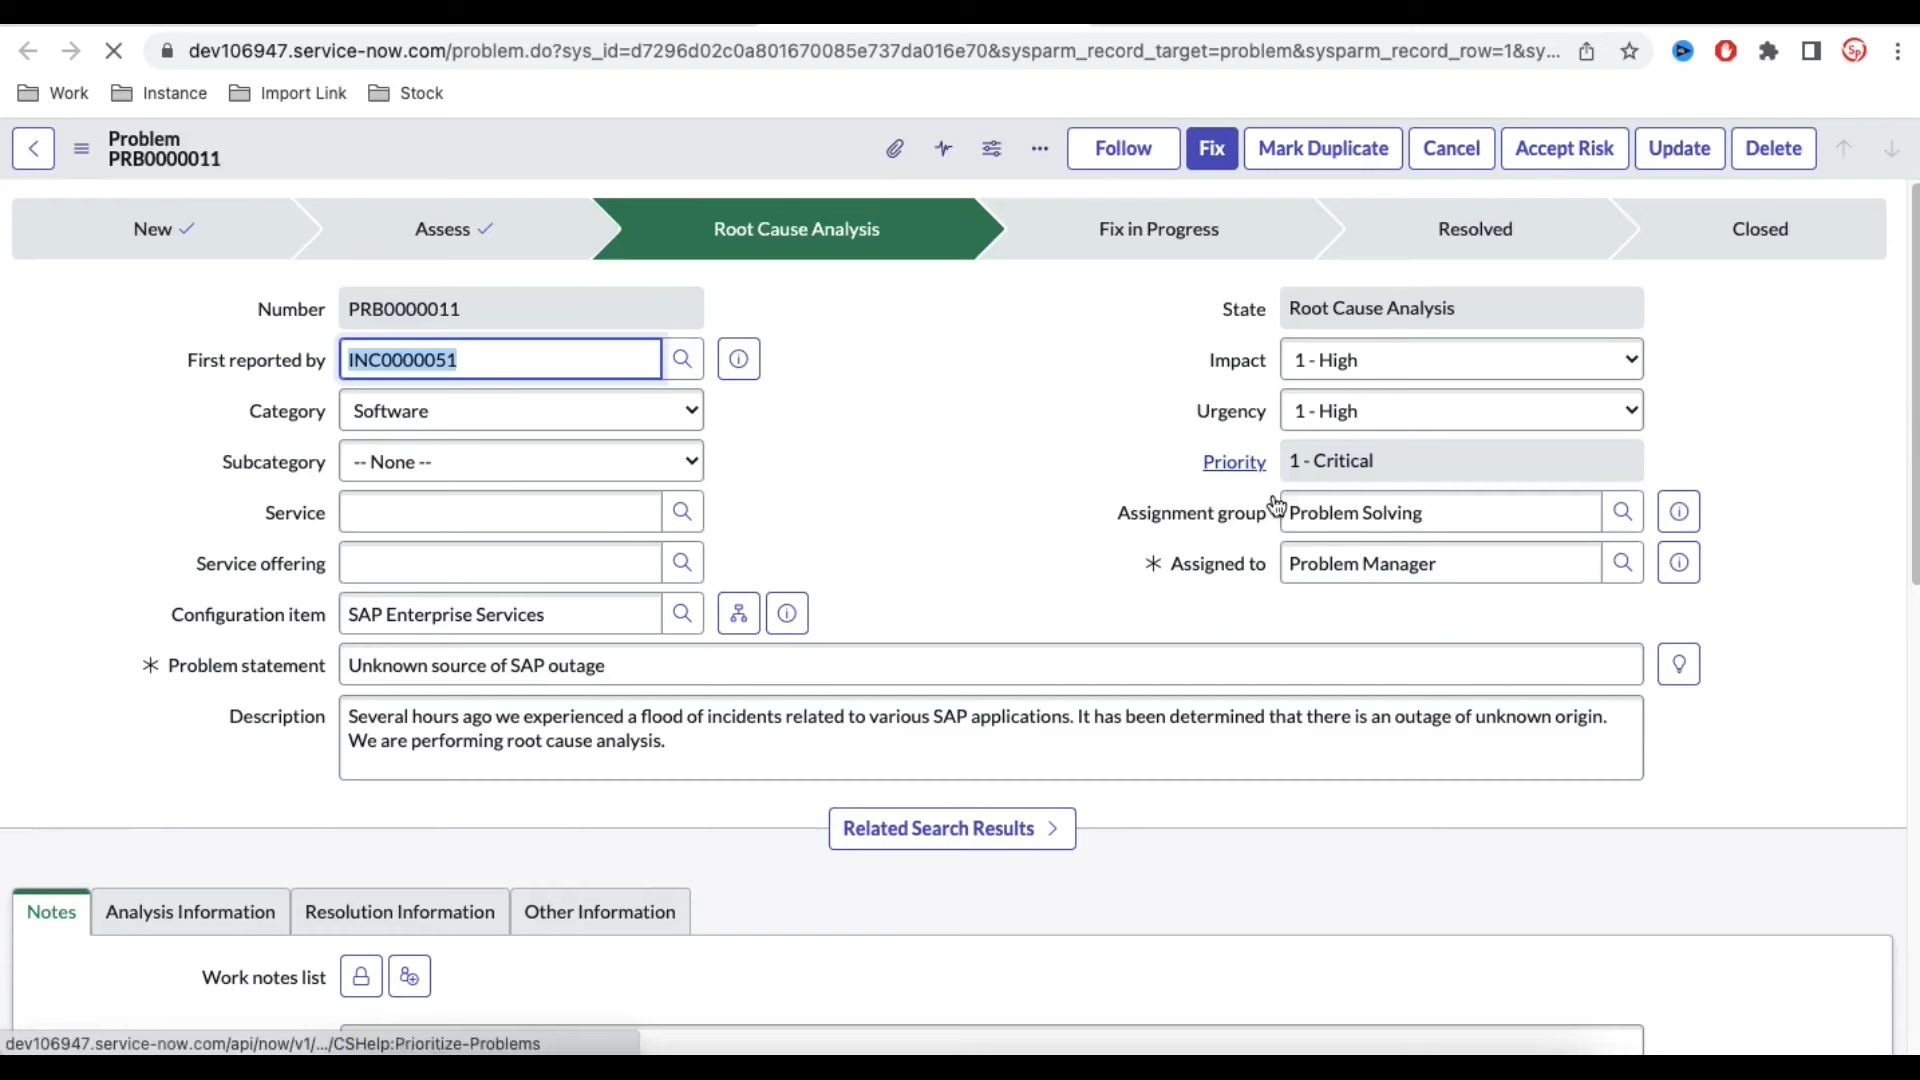 dev106947.service-now.com/problem.do?sys_id=d7296d02c0a801670085e737da016e70&sysparm_record_target=problem&sysparm_record_row=1&sy...
Sp
Work
Instance
Import Link
Stock
Problem
PRB0000011
Follow
Fix
Mark Duplicate
Cancel
Accept Risk
Update
Delete
New
Assess
Root Cause Analysis
Fix in Progress
Resolved
Closed
Number
PRB0000011
State
Root Cause Analysis
First reported by
INC0000051
Impact
1 - High
Category
Software
Urgency
1 - High
Subcategory
-- None --
Priority
1 - Critical
Service
Assignment group
Problem Solving
Service offering
Assigned to
Problem Manager
Configuration item
SAP Enterprise Services
Problem statement
Unknown source of SAP outage
Description
Several hours ago we experienced a flood of incidents related to various SAP applications. It has been determined that there is an outage of unknown origin.
We are performing root cause analysis.
Related Search Results
Notes
Analysis Information
Resolution Information
Other Information
Work notes list
dev106947.service-now.com/api/now/v1/.../CSHelp:Prioritize-Problems